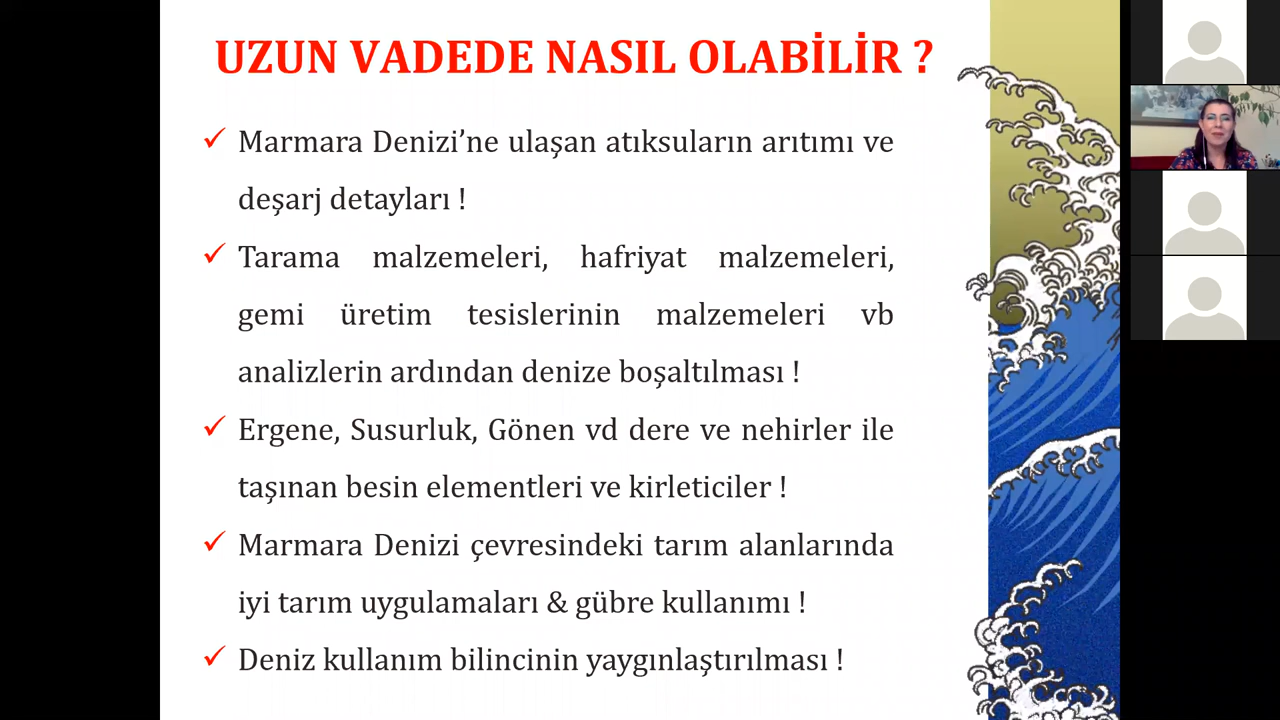 UZUN VADEDE NASIL OLABİLİR ?
✓ Marmara Denizi’ne ulaşan atıksuların arıtımı ve
deşarj detayları !
✓ Tarama malzemeleri, hafriyat malzemeleri,
gemi üretim tesislerinin malzemeleri vb
analizlerin ardından denize boşaltılması !
✓ Ergene, Susurluk, Gönen vd dere ve nehirler ile
taşınan besin elementleri ve kirleticiler !
✓ Marmara Denizi çevresindeki tarım alanlarında
iyi tarım uygulamaları & gübre kullanımı !
✓ Deniz kullanım bilincinin yaygınlaştırılması !